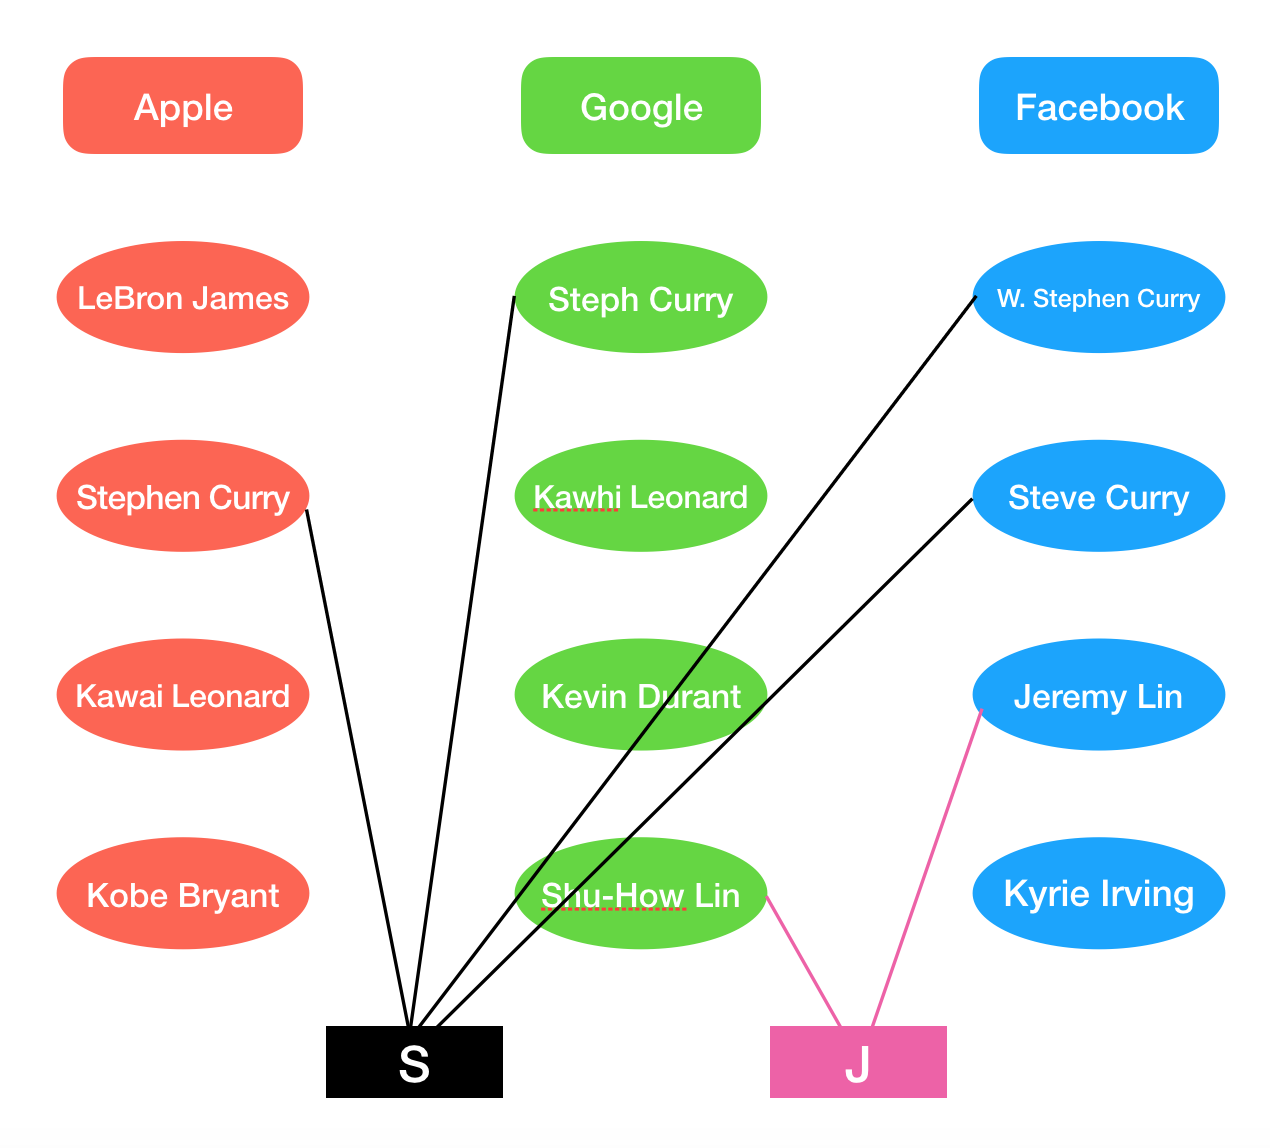 Apple
Google
Facebook
LeBron James
Steph Curry
W. Stephen Curry
Stephen Curry
Kawhi Leonard
Steve Curry
Kawai Leonard
Kevin Durant
Jeremy Lin
Kobe Bryant
Shu-How Lin
Kyrie Irving
S
J